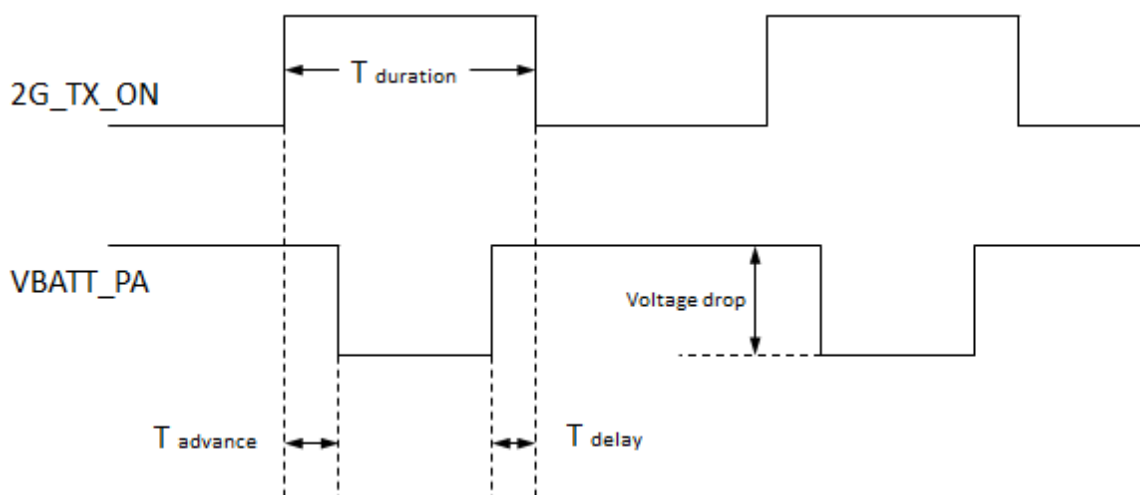 T duration
2G_TX_ON
VBATT_PA
Voltage drop
T advance
T delay